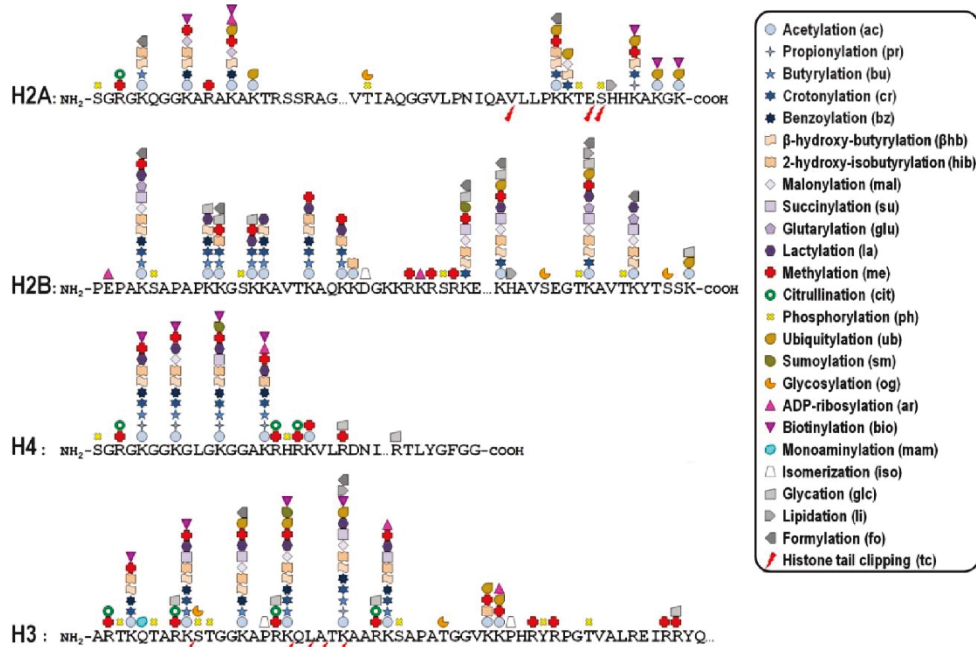 H2A: NH2-SGRGKQGGKARAKAKTRSSRAG…VTIAQGGVLPNIQAVLLPKKTESHHKAKGK-COOH
H2B: NH2-PEPAKSAPAPKKGSKKAVTKAQKKDGKKRKRSRKE…KHAVSEGTKAVTKYTSSK-COOH
H4: NH2-SGRGKGGKGLGKGGAKRHRKVLRDNI…RTLYGFGG-COOH
H3: NH2-ARTKQTARKSTGGKAPRKQLATKAARKSAPATGGVKKPHRYRPGTVALREIRRYQ…
Acetylation (ac)
Propionylation (pr)
Butyrylation (bu)
Crotonylation (cr)
Benzoylation (bz)
β-hydroxy-butyrylation (βhb)
2-hydroxy-isobutyrylation (hib)
Malonylation (mal)
Succinylation (su)
Glutarylation (glu)
Lactylation (la)
Methylation (me)
Citrullination (cit)
Phosphorylation (ph)
Ubiquitylation (ub)
Sumoylation (sm)
Glycosylation (og)
ADP-ribosylation (ar)
Biotinylation (bio)
Monoaminylation (mam)
Isomerization (iso)
Glycation (glc)
Lipidation (li)
Formylation (fo)
Histone tail clipping (tc)